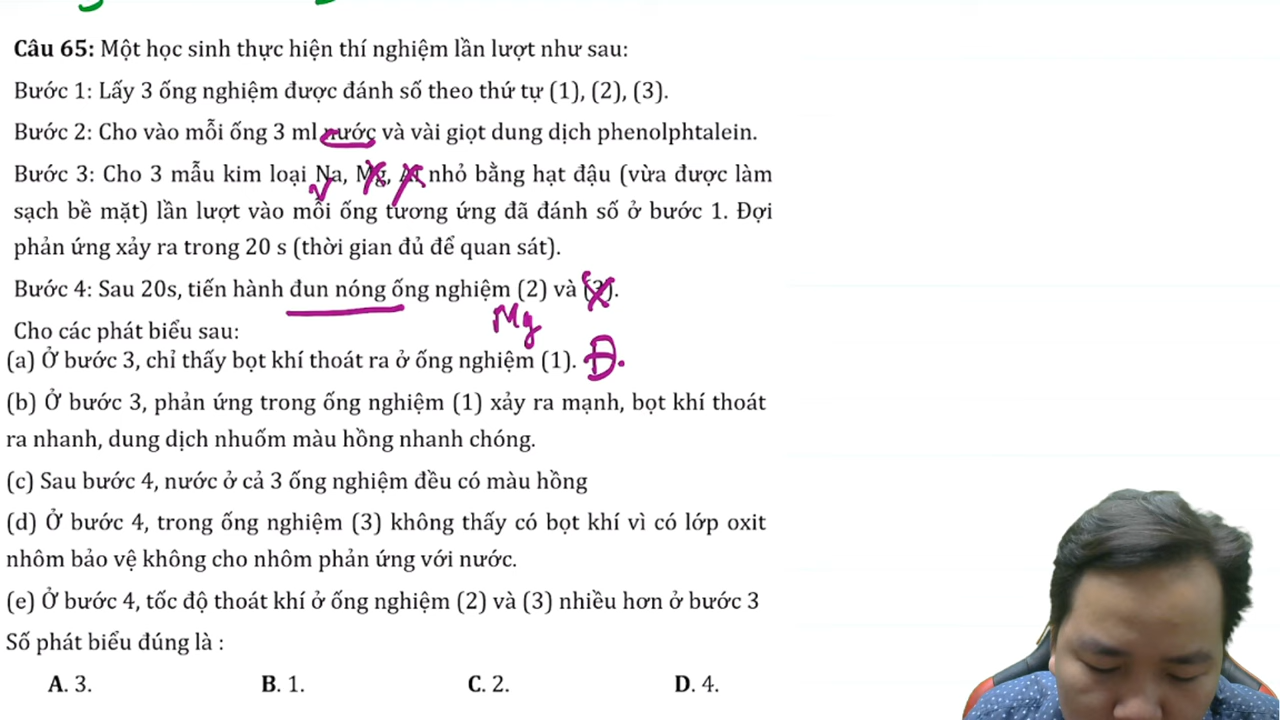 Câu 65: Một học sinh thực hiện thí nghiệm lần lượt như sau:
Bước 1: Lấy 3 ống nghiệm được đánh số theo thứ tự (1), (2), (3).
Bước 2: Cho vào mỗi ống 3 ml nước và vài giọt dung dịch phenolphtalein.
Bước 3: Cho 3 mẫu kim loại Na, Mg, Al nhỏ bằng hạt đậu (vừa được làm
sạch bề mặt) lần lượt vào mỗi ống tương ứng đã đánh số ở bước 1. Đợi
phản ứng xảy ra trong 20 s (thời gian đủ để quan sát).
Bước 4: Sau 20s, tiến hành đun nóng ống nghiệm (2) và (3).
Mg
Cho các phát biểu sau:
(a) Ở bước 3, chỉ thấy bọt khí thoát ra ở ống nghiệm (1). Đ.
(b) Ở bước 3, phản ứng trong ống nghiệm (1) xảy ra mạnh, bọt khí thoát
ra nhanh, dung dịch nhuốm màu hồng nhanh chóng.
(c) Sau bước 4, nước ở cả 3 ống nghiệm đều có màu hồng
(d) Ở bước 4, trong ống nghiệm (3) không thấy có bọt khí vì có lớp oxit
nhôm bảo vệ không cho nhôm phản ứng với nước.
(e) Ở bước 4, tốc độ thoát khí ở ống nghiệm (2) và (3) nhiều hơn ở bước 3
Số phát biểu đúng là :
A. 3. B. 1. C. 2. D. 4.